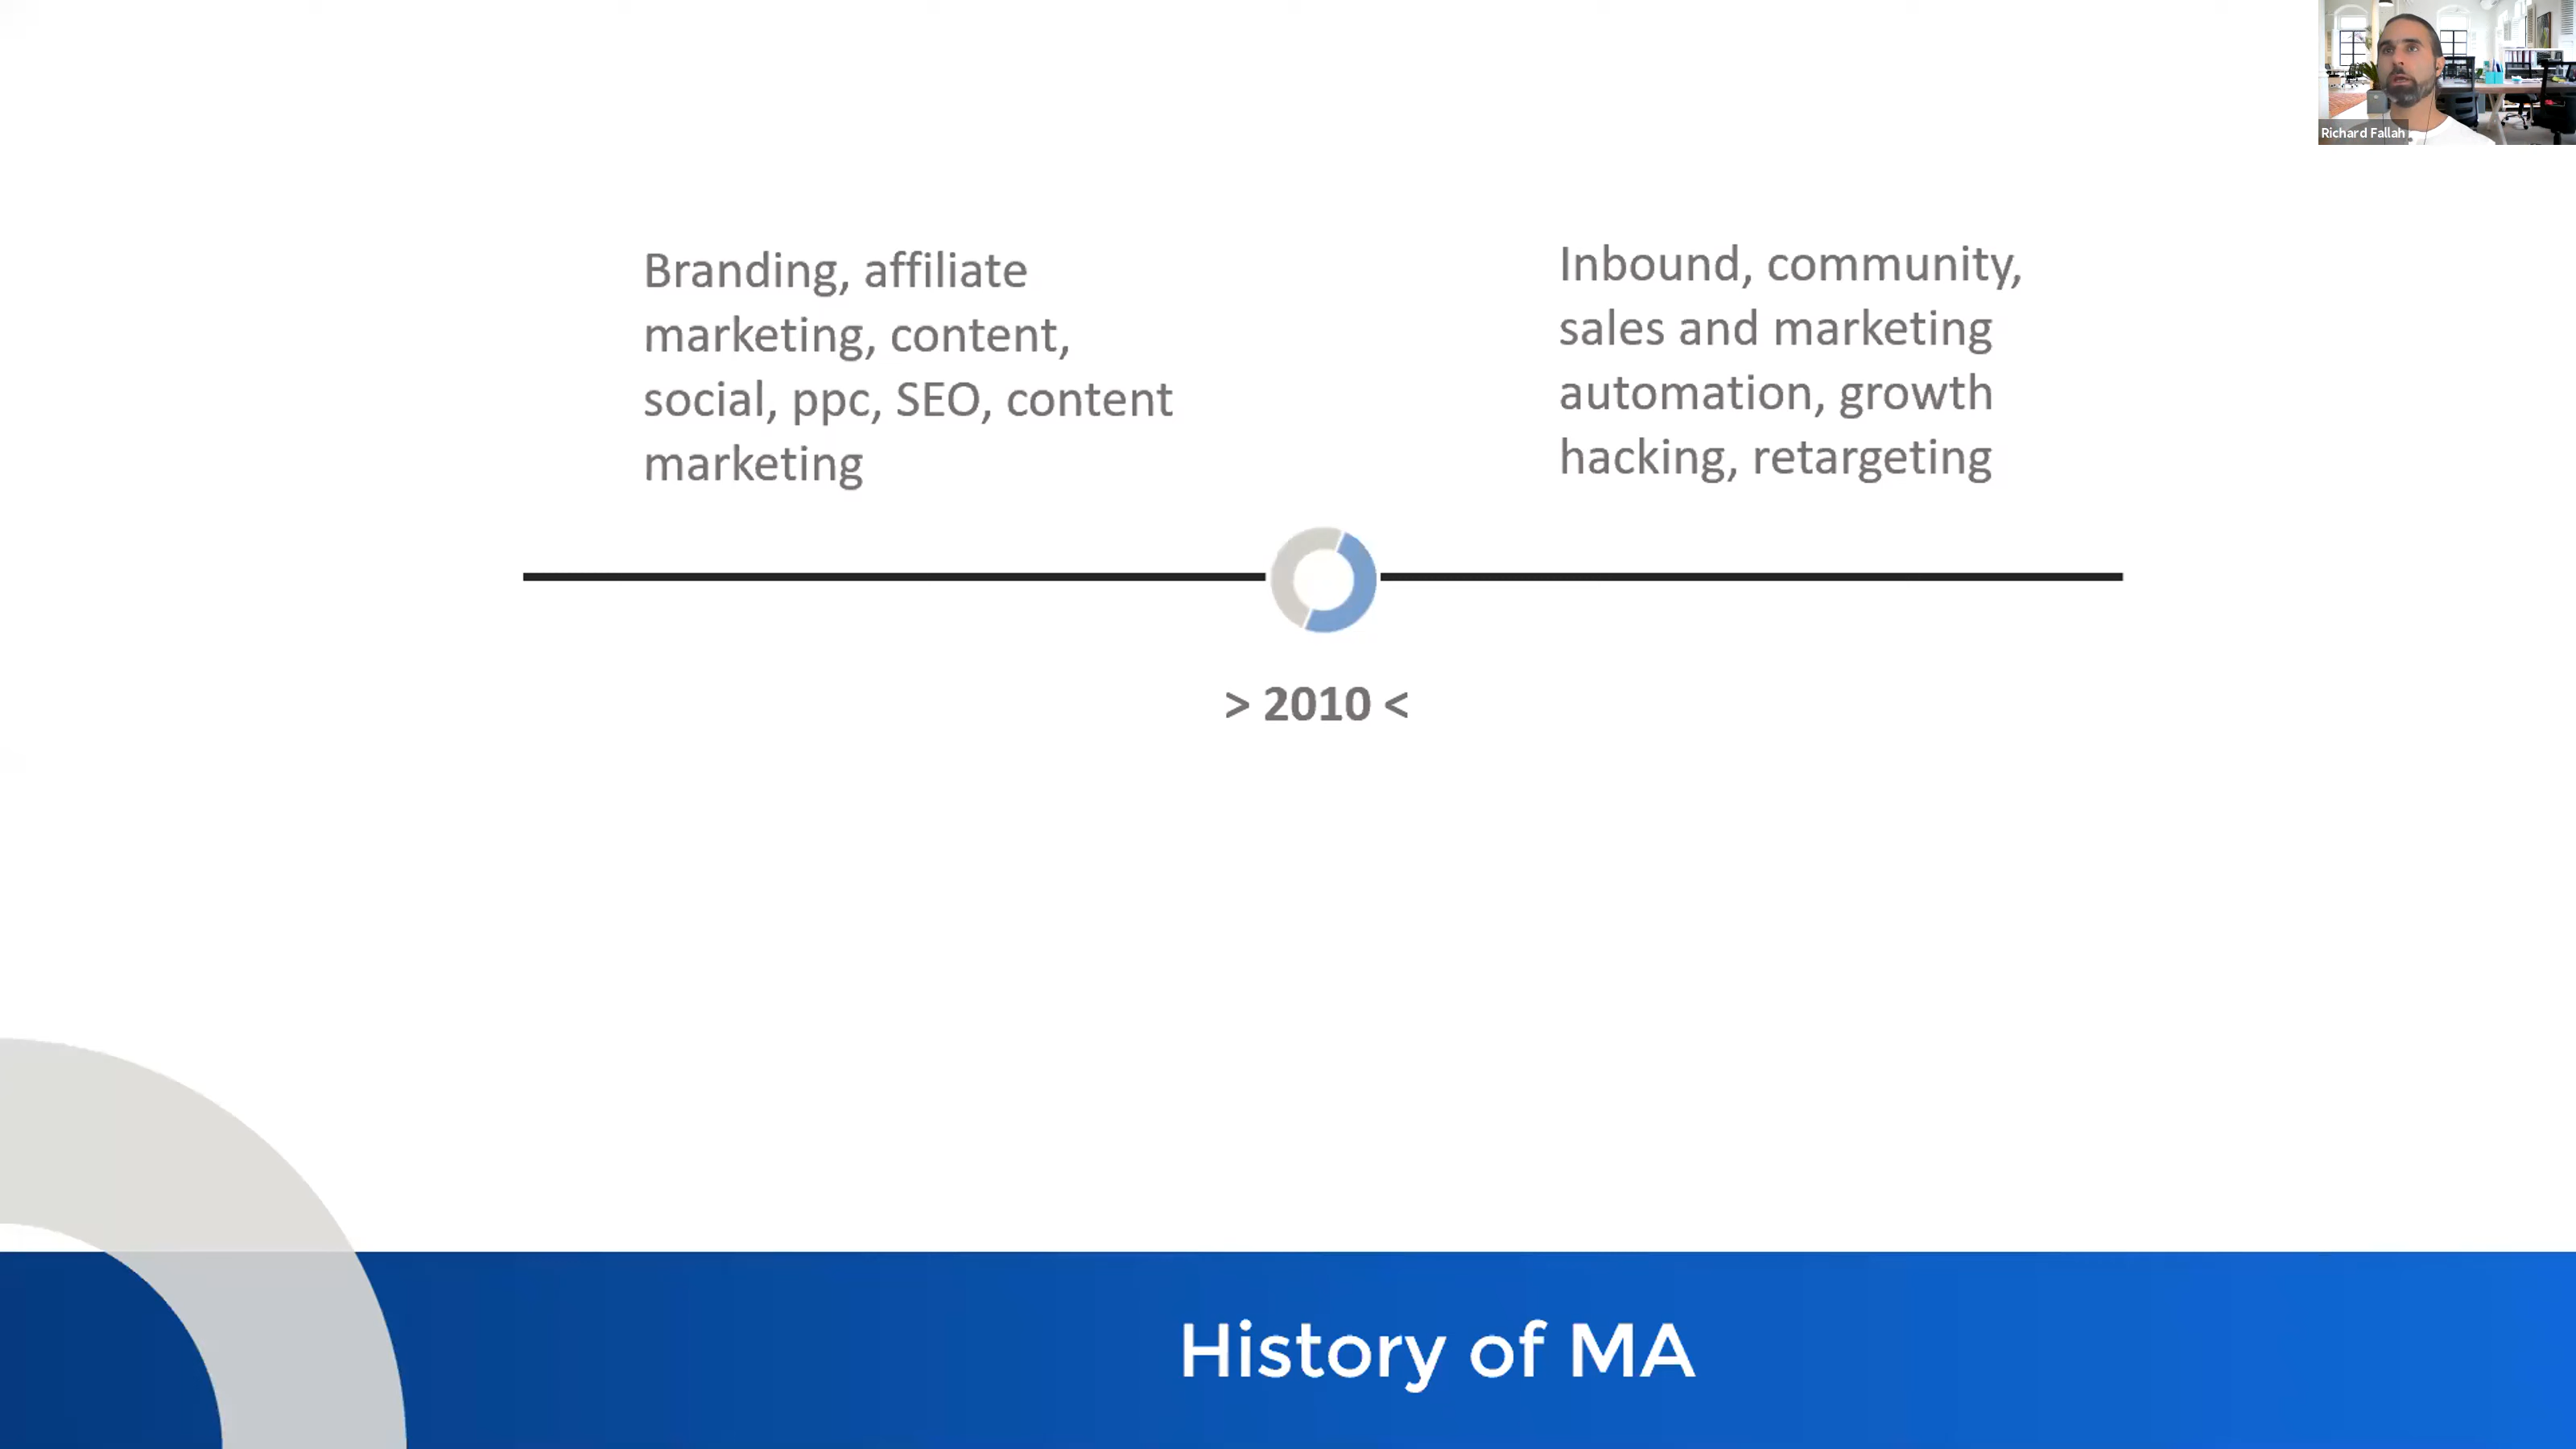 Richard Fallah
Branding, affiliate
marketing, content,
social, ppc, SEO, content
marketing
Inbound, community,
sales and marketing
automation, growth
hacking, retargeting
> 2010 <
History of MA